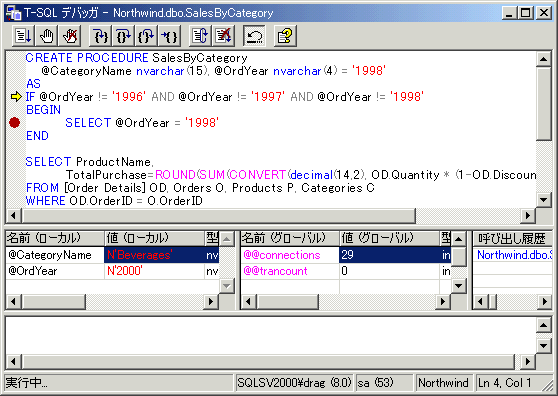 T-SQL デバッガ - Northwind.dbo.SalesByCategory
CREATE PROCEDURE SalesByCategory
@CategoryName nvarchar(15), @OrdYear nvarchar(4) = '1998'
AS
IF @OrdYear != '1996' AND @OrdYear != '1997' AND @OrdYear != '1998'
BEGIN
SELECT @OrdYear = '1998'
END
SELECT ProductName,
TotalPurchase=ROUND(SUM(CONVERT(decimal(14,2), OD.Quantity * (1-OD.Discoun
FROM [Order Details] OD, Orders O, Products P, Categories C
WHERE OD.OrderID = O.OrderID
名前 (ローカル) 値 (ローカル) 型
@CategoryName N'Beverages' nv
@OrdYear N'2000' nv
名前 (グローバル) 値 (グローバル) 型
@@connections 29 in
@@trancount 0 in
呼び出し履歴
Northwind.dbo.S
実行中... SQLSV2000¥drag (8.0) sa (53) Northwind Ln 4, Col 1